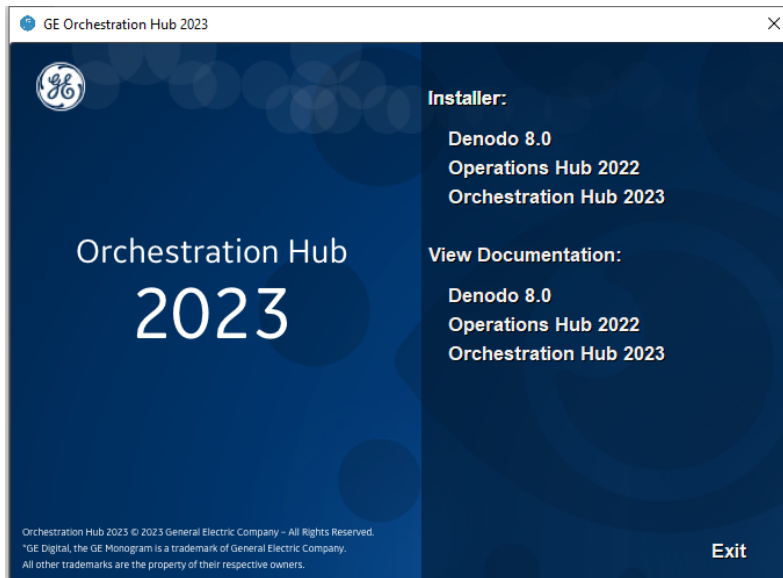 GE Orchestration Hub 2023
Orchestration Hub
2023
Installer:
Denodo 8.0
Operations Hub 2022
Orchestration Hub 2023
View Documentation:
Denodo 8.0
Operations Hub 2022
Orchestration Hub 2023
Orchestration Hub 2023 © 2023 General Electric Company – All Rights Reserved.
*GE Digital, the GE Monogram is a trademark of General Electric Company.
All other trademarks are the property of their respective owners.
Exit